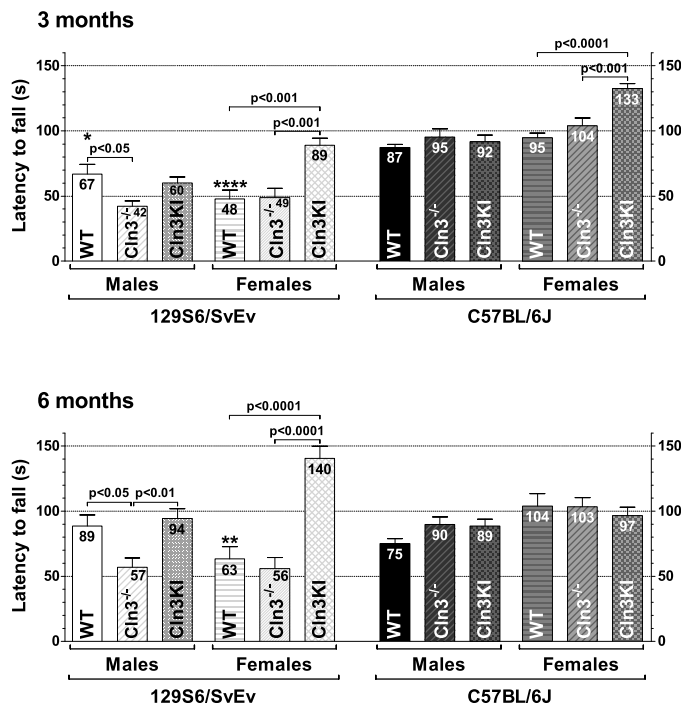 3 months
Latency to fall (s)
150
100
50
0
150
100
50
0
*
p<0.05
p<0.001
p<0.001
****
p<0.0001
p<0.001
67
42
60
48
49
89
87
95
92
95
104
133
WT
Cln3-/-
Cln3KI
WT
Cln3-/-
Cln3KI
WT
Cln3-/-
Cln3KI
WT
Cln3-/-
Cln3KI
Males
Females
Males
Females
129S6/SvEv
C57BL/6J
6 months
Latency to fall (s)
150
100
50
0
150
100
50
0
p<0.0001
p<0.0001
p<0.05
p<0.01
**
89
57
94
63
56
140
75
90
89
104
103
97
WT
Cln3-/-
Cln3KI
WT
Cln3-/-
Cln3KI
WT
Cln3-/-
Cln3KI
WT
Cln3-/-
Cln3KI
Males
Females
Males
Females
129S6/SvEv
C57BL/6J